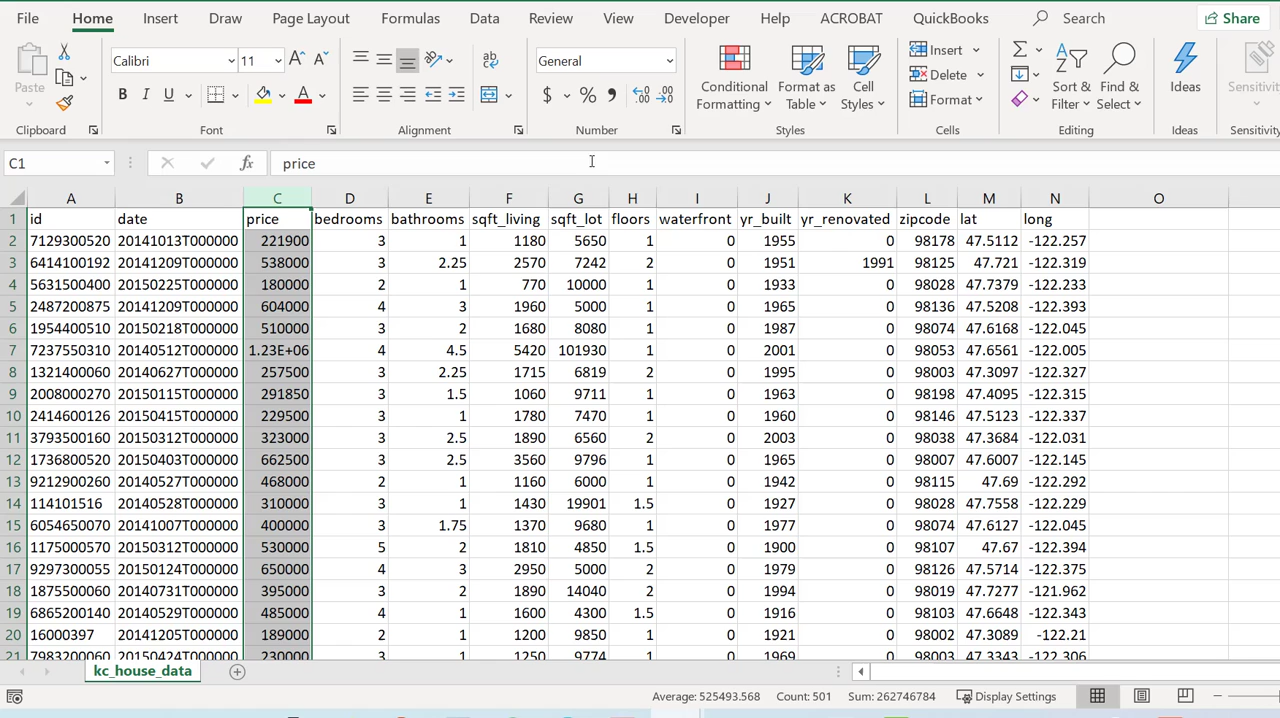 File Home Insert Draw Page Layout Formulas Data Review View Developer Help ACROBAT QuickBooks Search Share
Paste
Calibri 11 A A ab General Insert Σ
B I U A $ % , Delete
Format
Conditional Formatting Format as Table Cell Styles Sort & Filter Find & Select Ideas Sensitivity
Clipboard Font Alignment Number Styles Cells Editing Ideas Sensitivity
C1 fx price
A B C D E F G H I J K L M N O
1 id date price bedrooms bathrooms sqft_living sqft_lot floors waterfront yr_built yr_renovated zipcode lat long
2 7129300520 20141013T000000 221900 3 1 1180 5650 1 0 1955 0 98178 47.5112 -122.257
3 6414100192 20141209T000000 538000 3 2.25 2570 7242 2 0 1951 1991 98125 47.721 -122.319
4 5631500400 20150225T000000 180000 2 1 770 10000 1 0 1933 0 98028 47.7379 -122.233
5 2487200875 20141209T000000 604000 4 3 1960 5000 1 0 1965 0 98136 47.5208 -122.393
6 1954400510 20150218T000000 510000 3 2 1680 8080 1 0 1987 0 98074 47.6168 -122.045
7 7237550310 20140512T000000 1.23E+06 4 4.5 5420 101930 1 0 2001 0 98053 47.6561 -122.005
8 1321400060 20140627T000000 257500 3 2.25 1715 6819 2 0 1995 0 98003 47.3097 -122.327
9 2008000270 20150115T000000 291850 3 1.5 1060 9711 1 0 1963 0 98198 47.4095 -122.315
10 2414600126 20150415T000000 229500 3 1 1780 7470 1 0 1960 0 98146 47.5123 -122.337
11 3793500160 20150312T000000 323000 3 2.5 1890 6560 2 0 2003 0 98038 47.3684 -122.031
12 1736800520 20150403T000000 662500 3 2.5 3560 9796 1 0 1965 0 98007 47.6007 -122.145
13 9212900260 20140527T000000 468000 2 1 1160 6000 1 0 1942 0 98115 47.69 -122.292
14 114101516 20140528T000000 310000 3 1 1430 19901 1.5 0 1927 0 98028 47.7558 -122.229
15 6054650070 20141007T000000 400000 3 1.75 1370 9680 1 0 1977 0 98074 47.6127 -122.045
16 1175000570 20150312T000000 530000 5 2 1810 4850 1.5 0 1900 0 98107 47.67 -122.394
17 9297300055 20150124T000000 650000 4 3 2950 5000 2 0 1979 0 98126 47.5714 -122.375
18 1875500060 20140731T000000 395000 3 2 1890 14040 2 0 1994 0 98019 47.7277 -121.962
19 6865200140 20140529T000000 485000 4 1 1600 4300 1.5 0 1916 0 98103 47.6648 -122.343
20 16000397 20141205T000000 189000 2 1 1200 9850 1 0 1921 0 98002 47.3089 -122.21
21 7983200060 20150424T000000 230000 3 1 1250 9774 1 0 1969 0 98003 47.3343 -122.306
kc_house_data
Average: 525493.568 Count: 501 Sum: 262746784 Display Settings